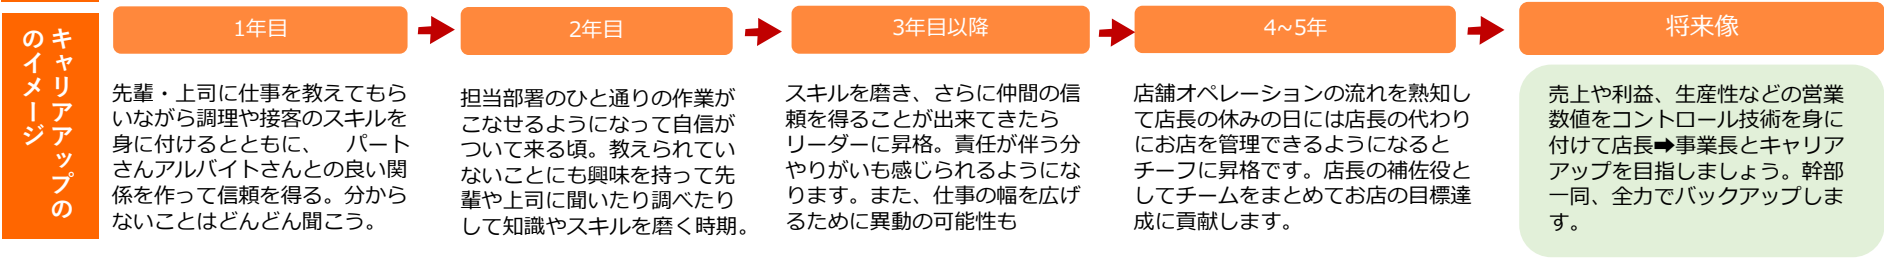 キャリアアップの
のイメージ
1年目
先輩・上司に仕事を教えてもら
いながら調理や接客のスキルを
身に付けるとともに、　パート
さんアルバイトさんとの良い関
係を作って信頼を得る。分から
ないことはどんどん聞こう。
2年目
担当部署のひと通りの作業が
こなせるようになって自信が
ついて来る頃。教えられてい
ないことにも興味を持って先
輩や上司に聞いたり調べたり
して知識やスキルを磨く時期。
3年目以降
スキルを磨き、さらに仲間の信
頼を得ることが出来てきたら
リーダーに昇格。責任が伴う分
やりがいも感じられるようにな
ります。また、仕事の幅を広げ
るために異動の可能性も
4~5年
店舗オペレーションの流れを熟知し
て店長の休みの日には店長の代わり
にお店を管理できるようになると
チーフに昇格です。店長の補佐役と
してチームをまとめてお店の目標達
成に貢献します。
将来像
売上や利益、生産性などの営業
数値をコントロール技術を身に
付けて店長➡事業長とキャリア
アップを目指しましょう。幹部
一同、全力でバックアップしま
す。